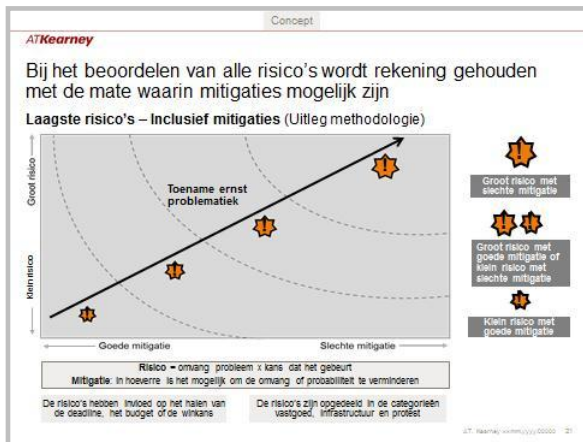 Concept
ATKearney
Bij het beoordelen van alle risico's wordt rekening gehouden
met de mate waarin mitigaties mogelijk zijn
Laagste risico's – Inclusief mitigaties (Uitleg methodologie)
Groot risico
Klein risico
Toename ernst
problematiek
Goede mitigatie
Slechte mitigatie
!
Groot risico met
slechte mitigatie
!
!
Groot risico met
goede mitigatie of
klein risico met
slechte mitigatie
!
Klein risico met
goede mitigatie
Risico = omvang probleem x kans dat het gebeurt
Mitigatie: In hoeverre is het mogelijk om de omvang of probabiliteit te verminderen
De risico's hebben invloed op het halen van
de deadline, het budget of de winkans
De risico's zijn opgedeeld in de categorieën
vastgoed, infrastructuur en protest
A.T. Kearney
21